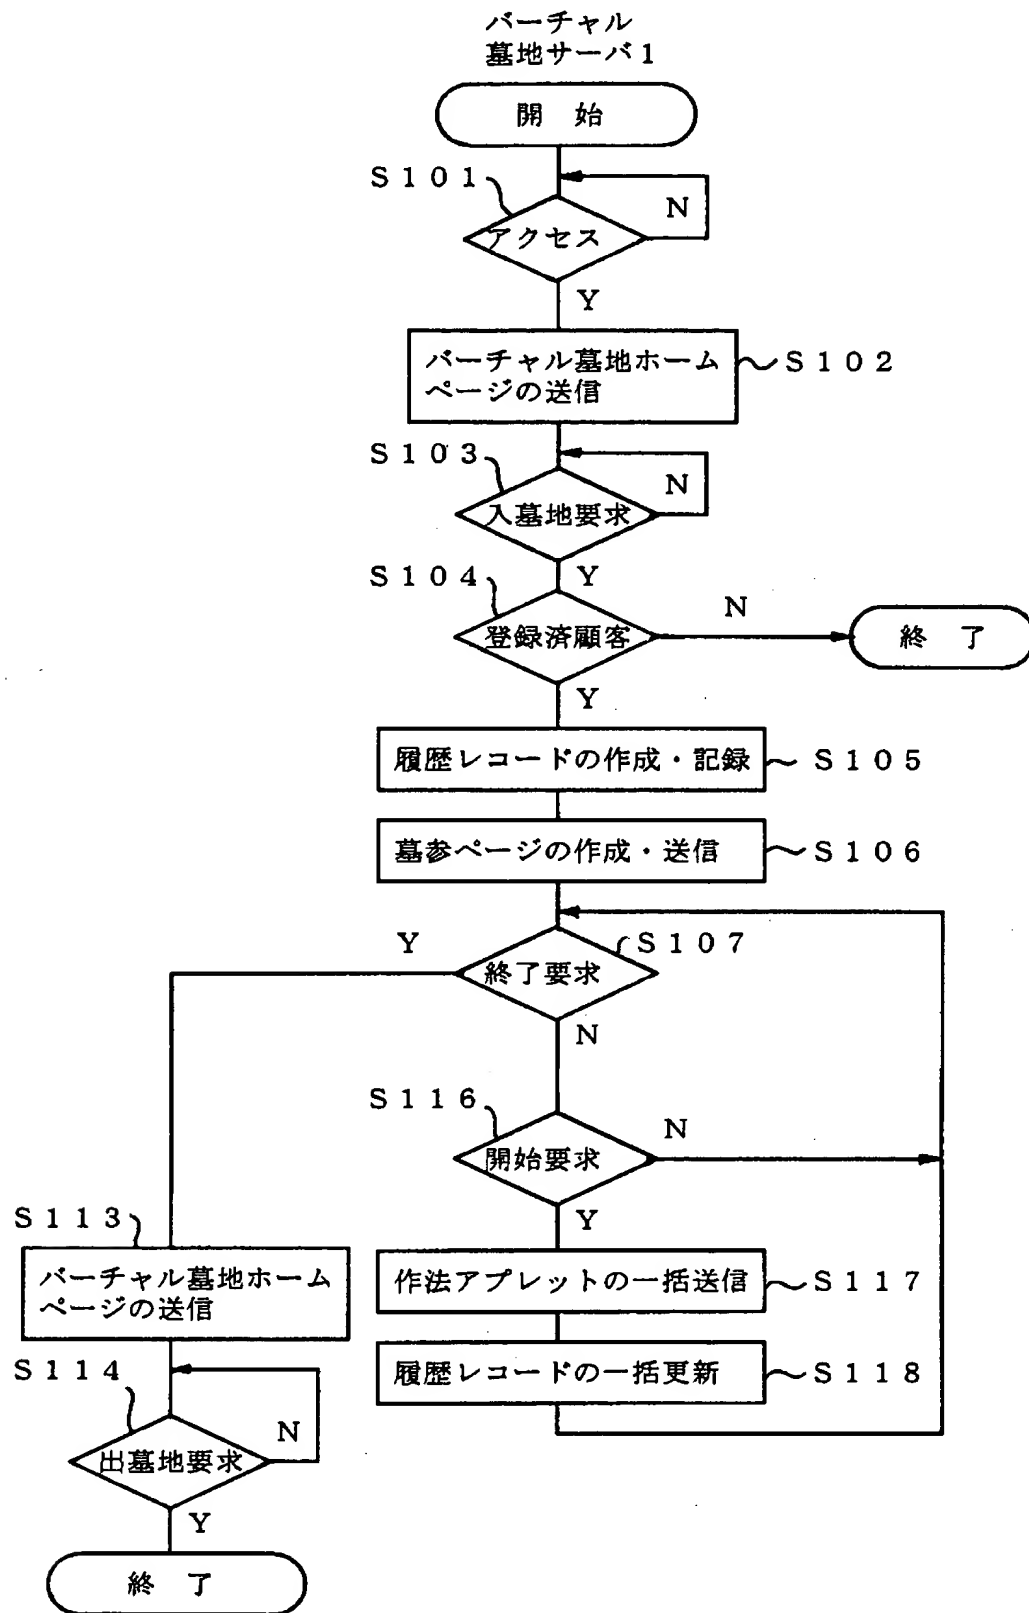 バーチャル
墓地サーバ１
開　始
Ｓ１０１
Ｎ
アクセス
Ｙ
バーチャル墓地ホーム
ページの送信
Ｓ１０２
Ｓ１０３
Ｎ
入墓地要求
Ｙ
Ｓ１０４
Ｎ
登録済顧客
終　了
Ｙ
履歴レコードの作成・記録
Ｓ１０５
墓参ページの作成・送信
Ｓ１０６
Ｙ
Ｓ１０７
終了要求
Ｎ
Ｓ１１６
Ｎ
開始要求
Ｙ
Ｓ１１３
バーチャル墓地ホーム
ページの送信
作法アプレットの一括送信
Ｓ１１７
履歴レコードの一括更新
Ｓ１１８
Ｓ１１４
Ｎ
出墓地要求
Ｙ
終　了